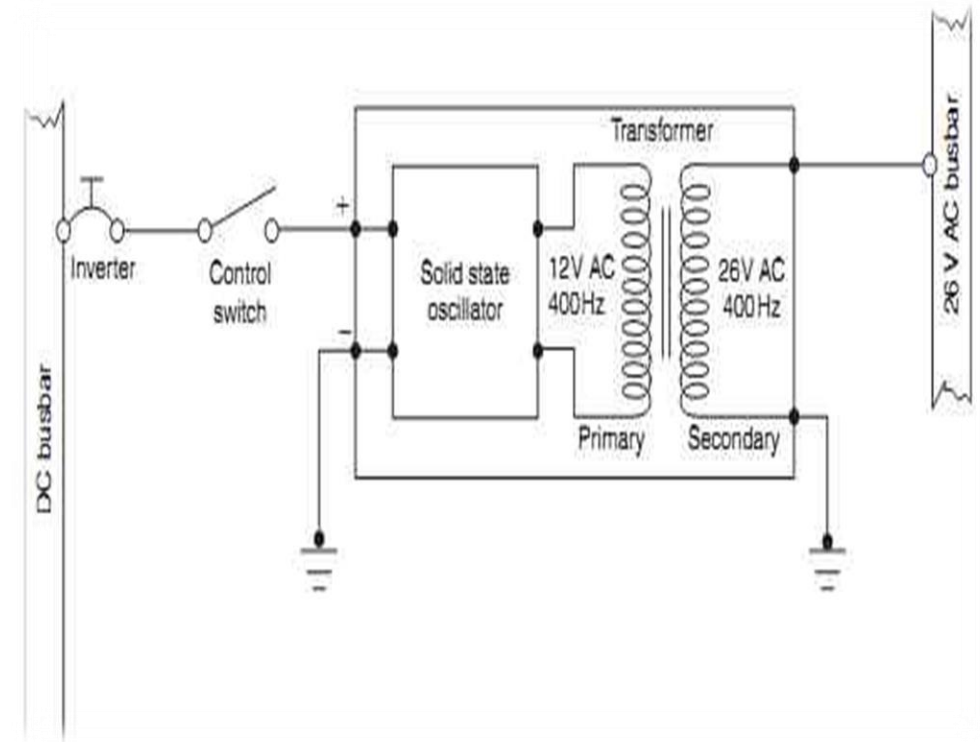 Transformer
26 V AC busbar
+
Inverter
Control
switch
Solid state
oscillator
12V AC
400Hz
26V AC
400Hz
−
DC busbar
Primary
Secondary